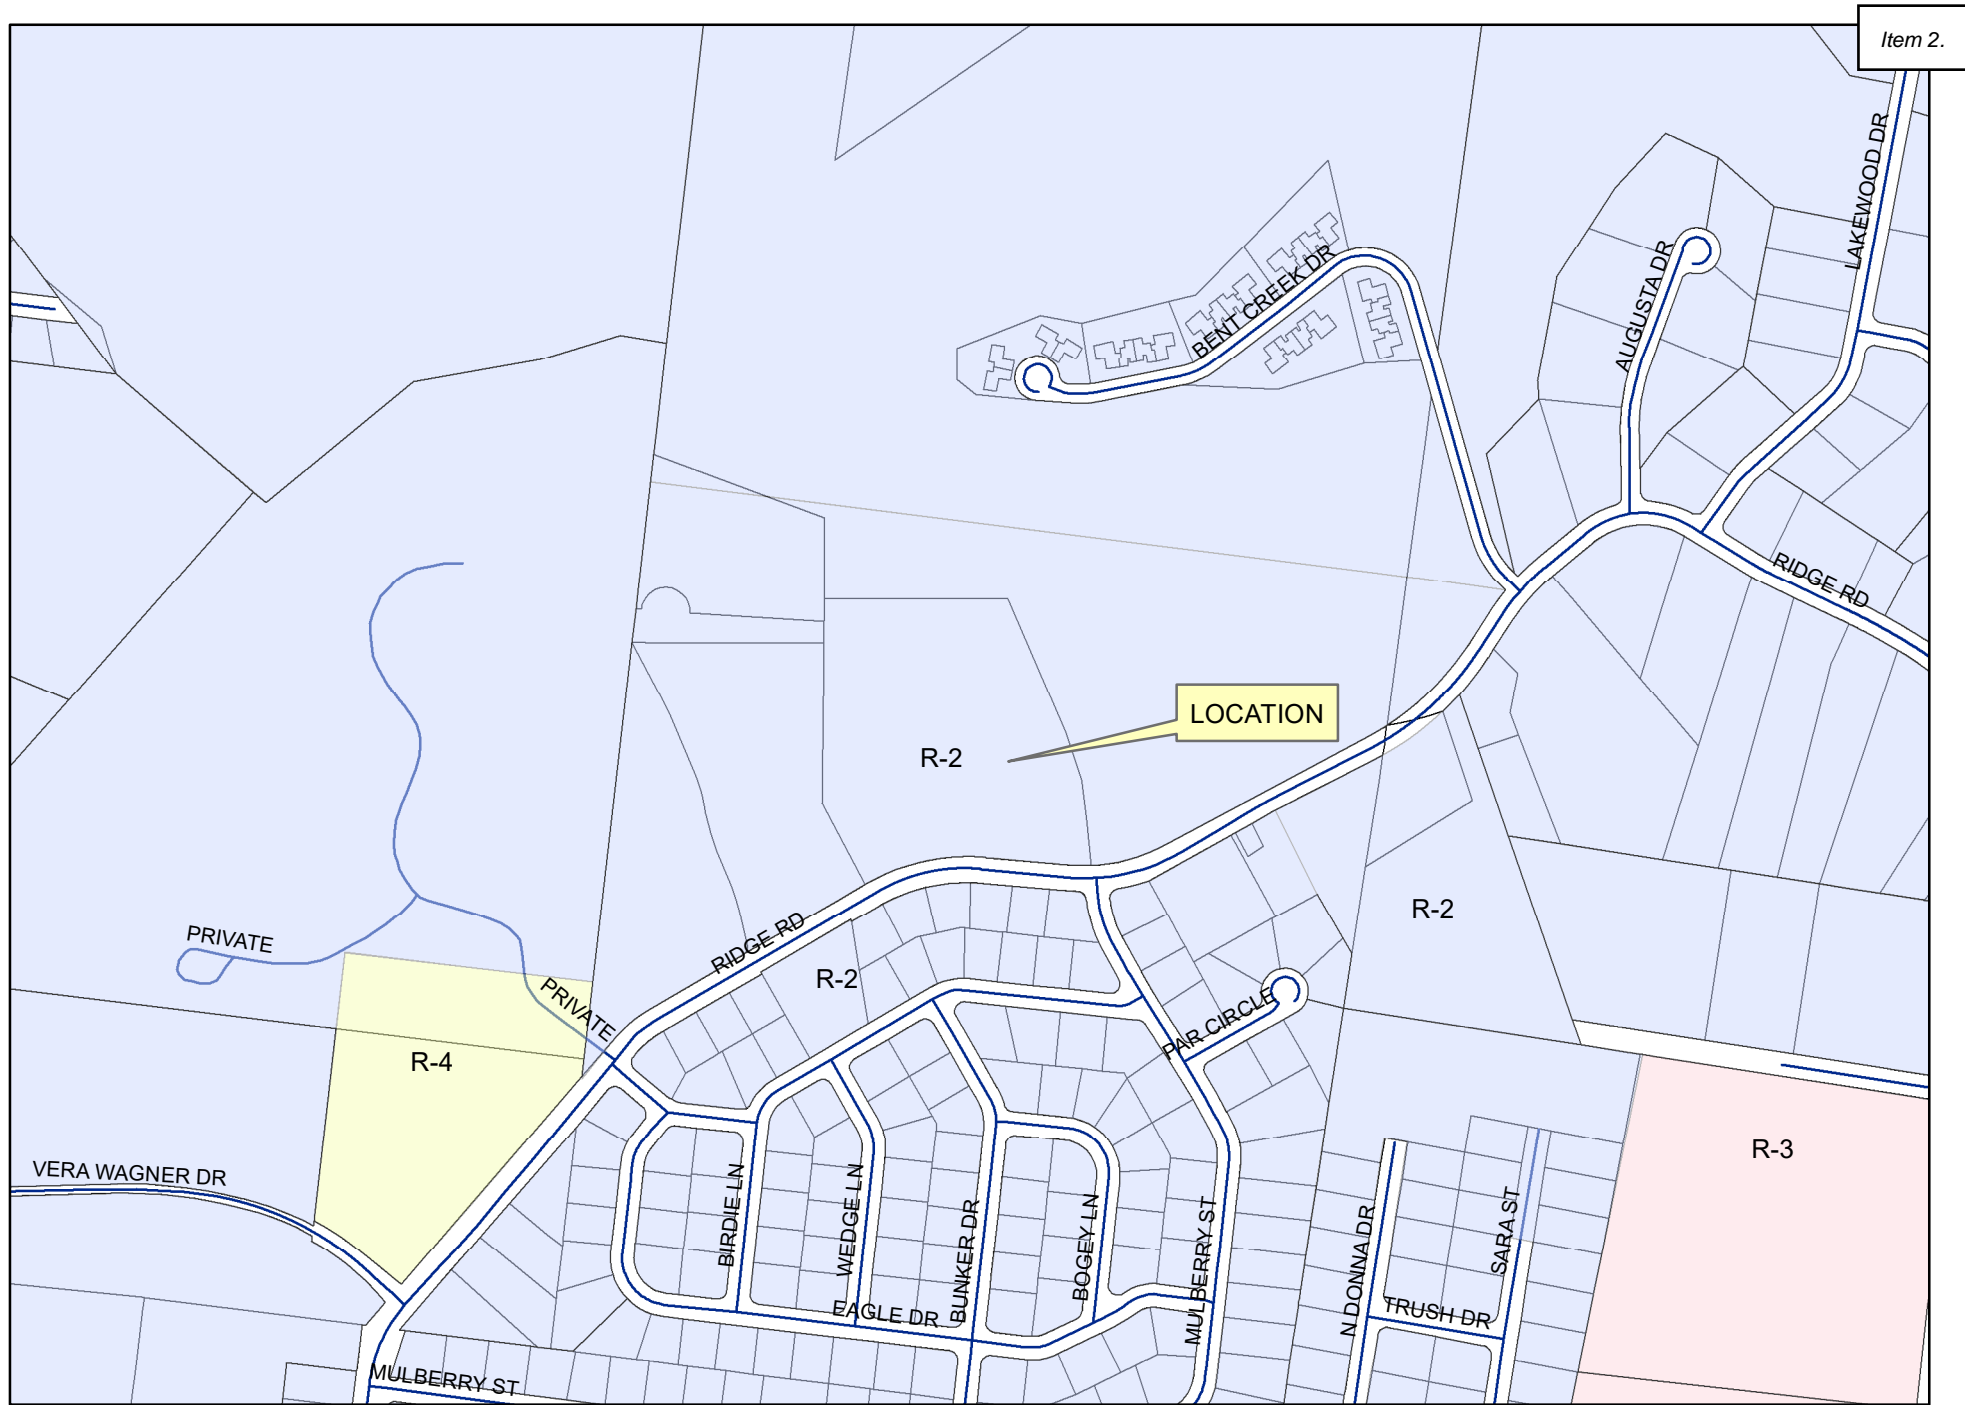 Item 2.
LAKEWOOD DR
AUGUSTA DR
BENT CREEK DR
RIDGE RD
LOCATION
R-2
R-2
RIDGE RD
PRIVATE
R-2
PRIVATE
PAR CIRCLE
R-4
R-3
VERA WAGNER DR
BIRDIE LN
WEDGE LN
BUNKER DR
BOGEY LN
MULBERRY ST
N DONNA DR
SARA ST
EAGLE DR
TRUSH DR
MULBERRY ST